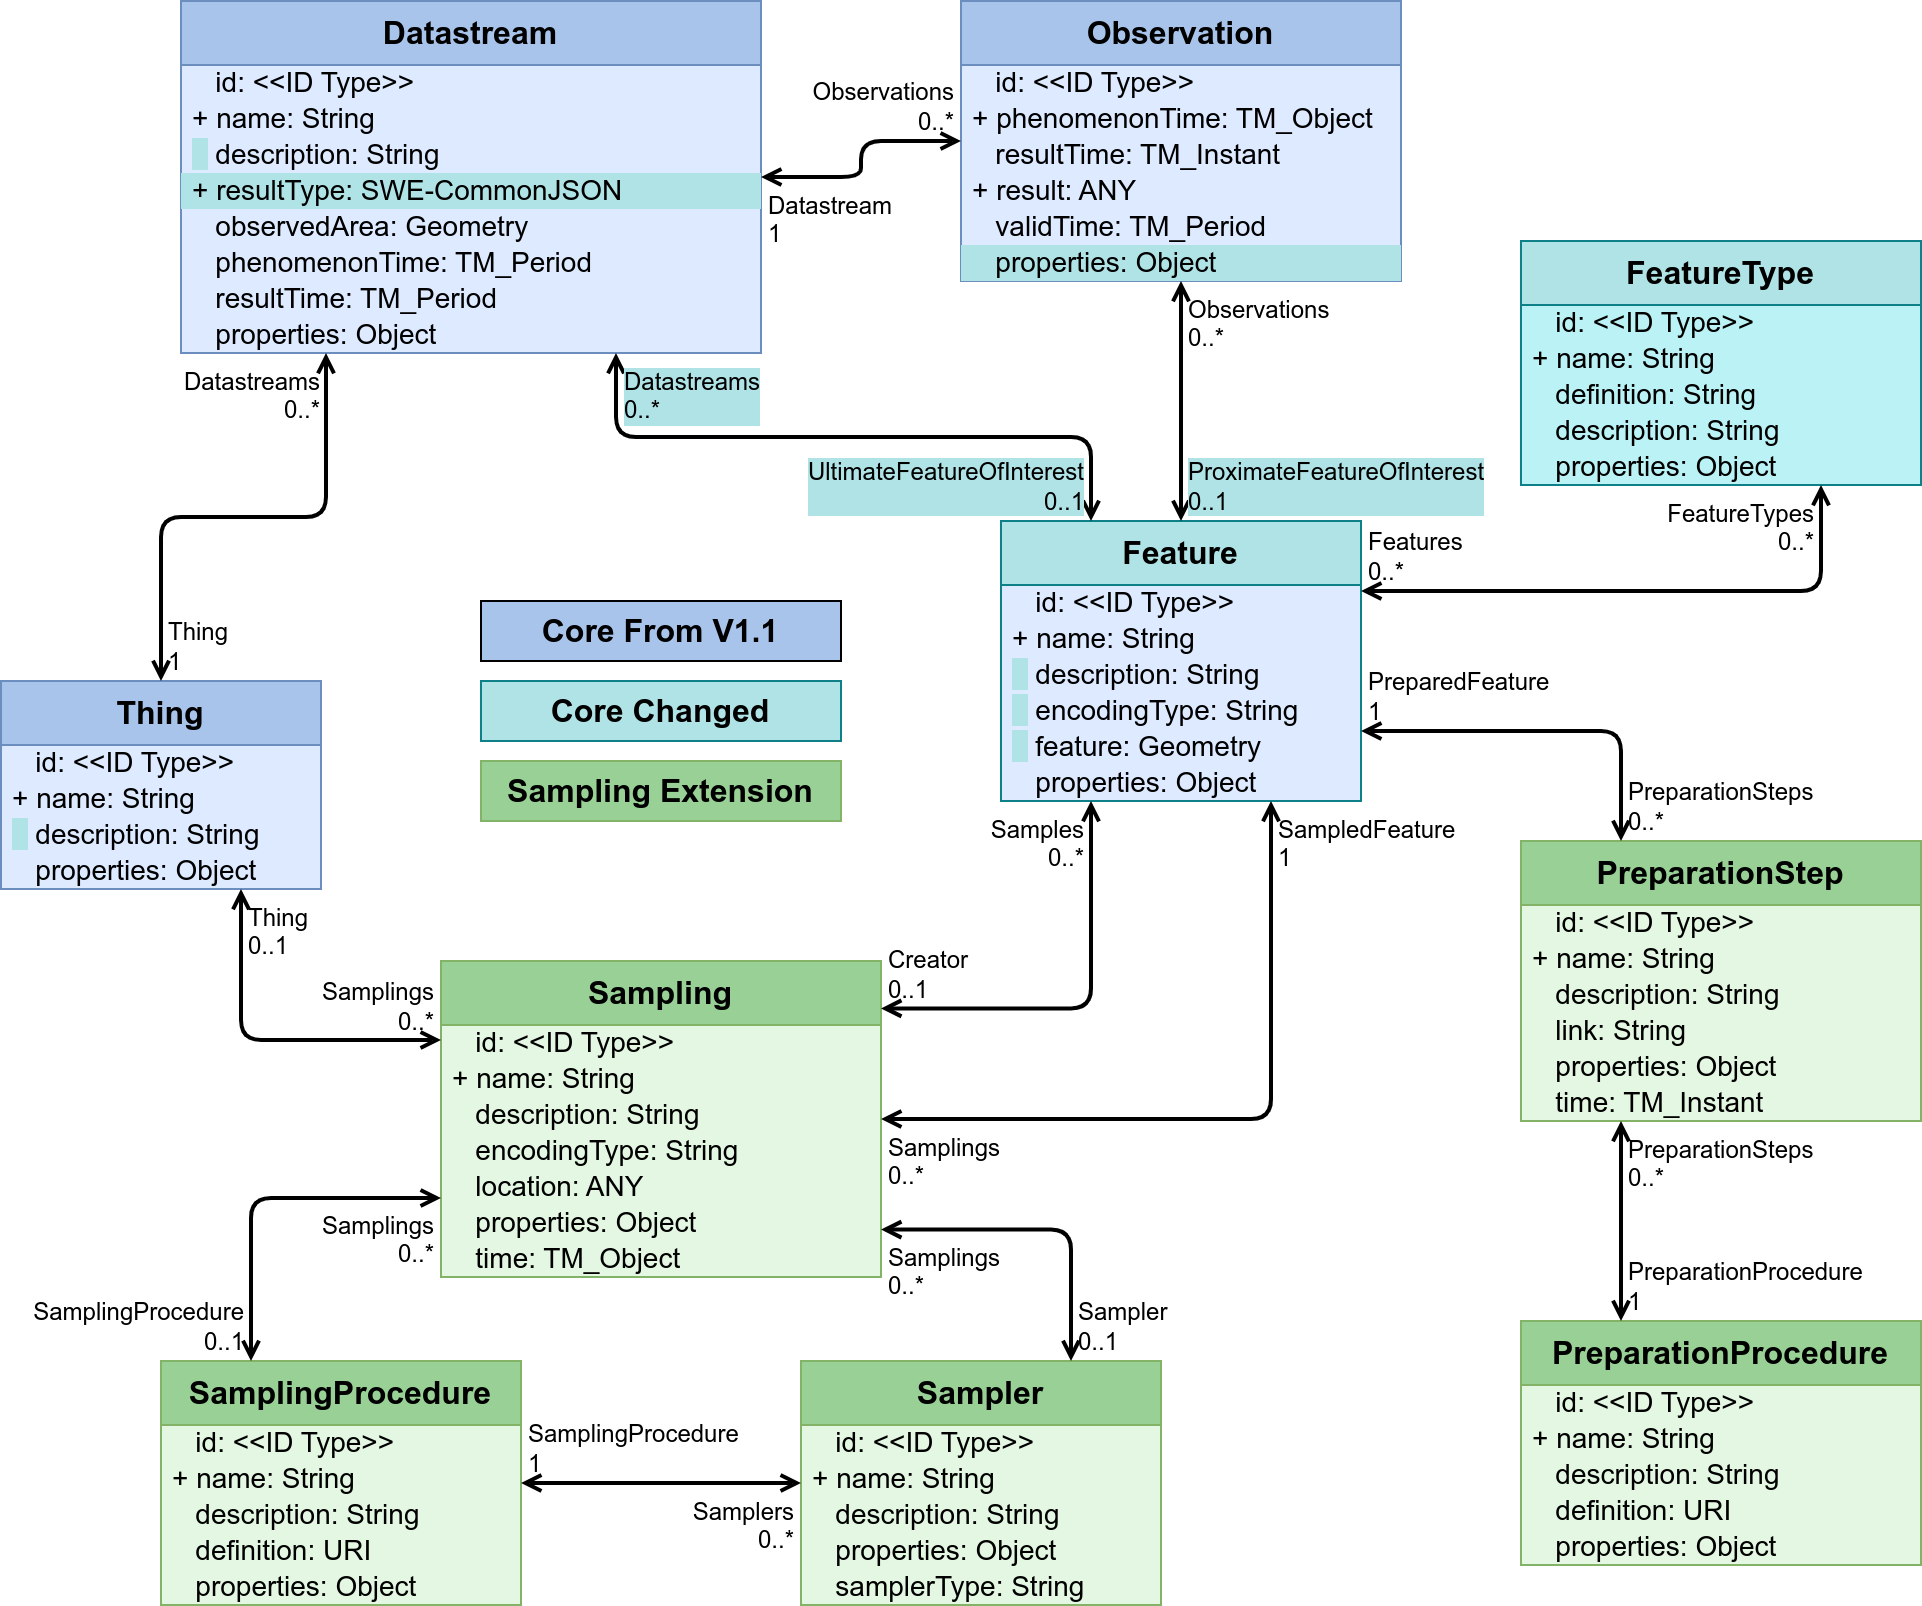 Datastream
id: <<ID Type>>
+ name: String
description: String
+ resultType: SWE-CommonJSON
observedArea: Geometry
phenomenonTime: TM_Period
resultTime: TM_Period
properties: Object
Observations
0..*
Datastream
1
Observation
id: <<ID Type>>
+ phenomenonTime: TM_Object
resultTime: TM_Instant
+ result: ANY
validTime: TM_Period
properties: Object
FeatureType
id: <<ID Type>>
+ name: String
definition: String
description: String
properties: Object
Datastreams
0..*
Datastreams
0..*
Observations
0..*
UltimateFeatureOfInterest
0..1
ProximateFeatureOfInterest
0..1
FeatureTypes
0..*
Features
0..*
Feature
id: <<ID Type>>
+ name: String
description: String
encodingType: String
feature: Geometry
properties: Object
Core From V1.1
Core Changed
Sampling Extension
Thing
1
Thing
id: <<ID Type>>
+ name: String
description: String
properties: Object
PreparedFeature
1
PreparationSteps
0..*
Samples
0..*
SampledFeature
1
PreparationStep
id: <<ID Type>>
+ name: String
description: String
link: String
properties: Object
time: TM_Instant
Thing
0..1
Samplings
0..*
Creator
0..1
Sampling
id: <<ID Type>>
+ name: String
description: String
encodingType: String
location: ANY
properties: Object
time: TM_Object
Samplings
0..*
Samplings
0..*
Samplings
0..*
PreparationSteps
0..*
PreparationProcedure
1
SamplingProcedure
0..1
Sampler
0..1
SamplingProcedure
id: <<ID Type>>
+ name: String
description: String
definition: URI
properties: Object
SamplingProcedure
1
Samplers
0..*
Sampler
id: <<ID Type>>
+ name: String
description: String
properties: Object
samplerType: String
PreparationProcedure
id: <<ID Type>>
+ name: String
description: String
definition: URI
properties: Object